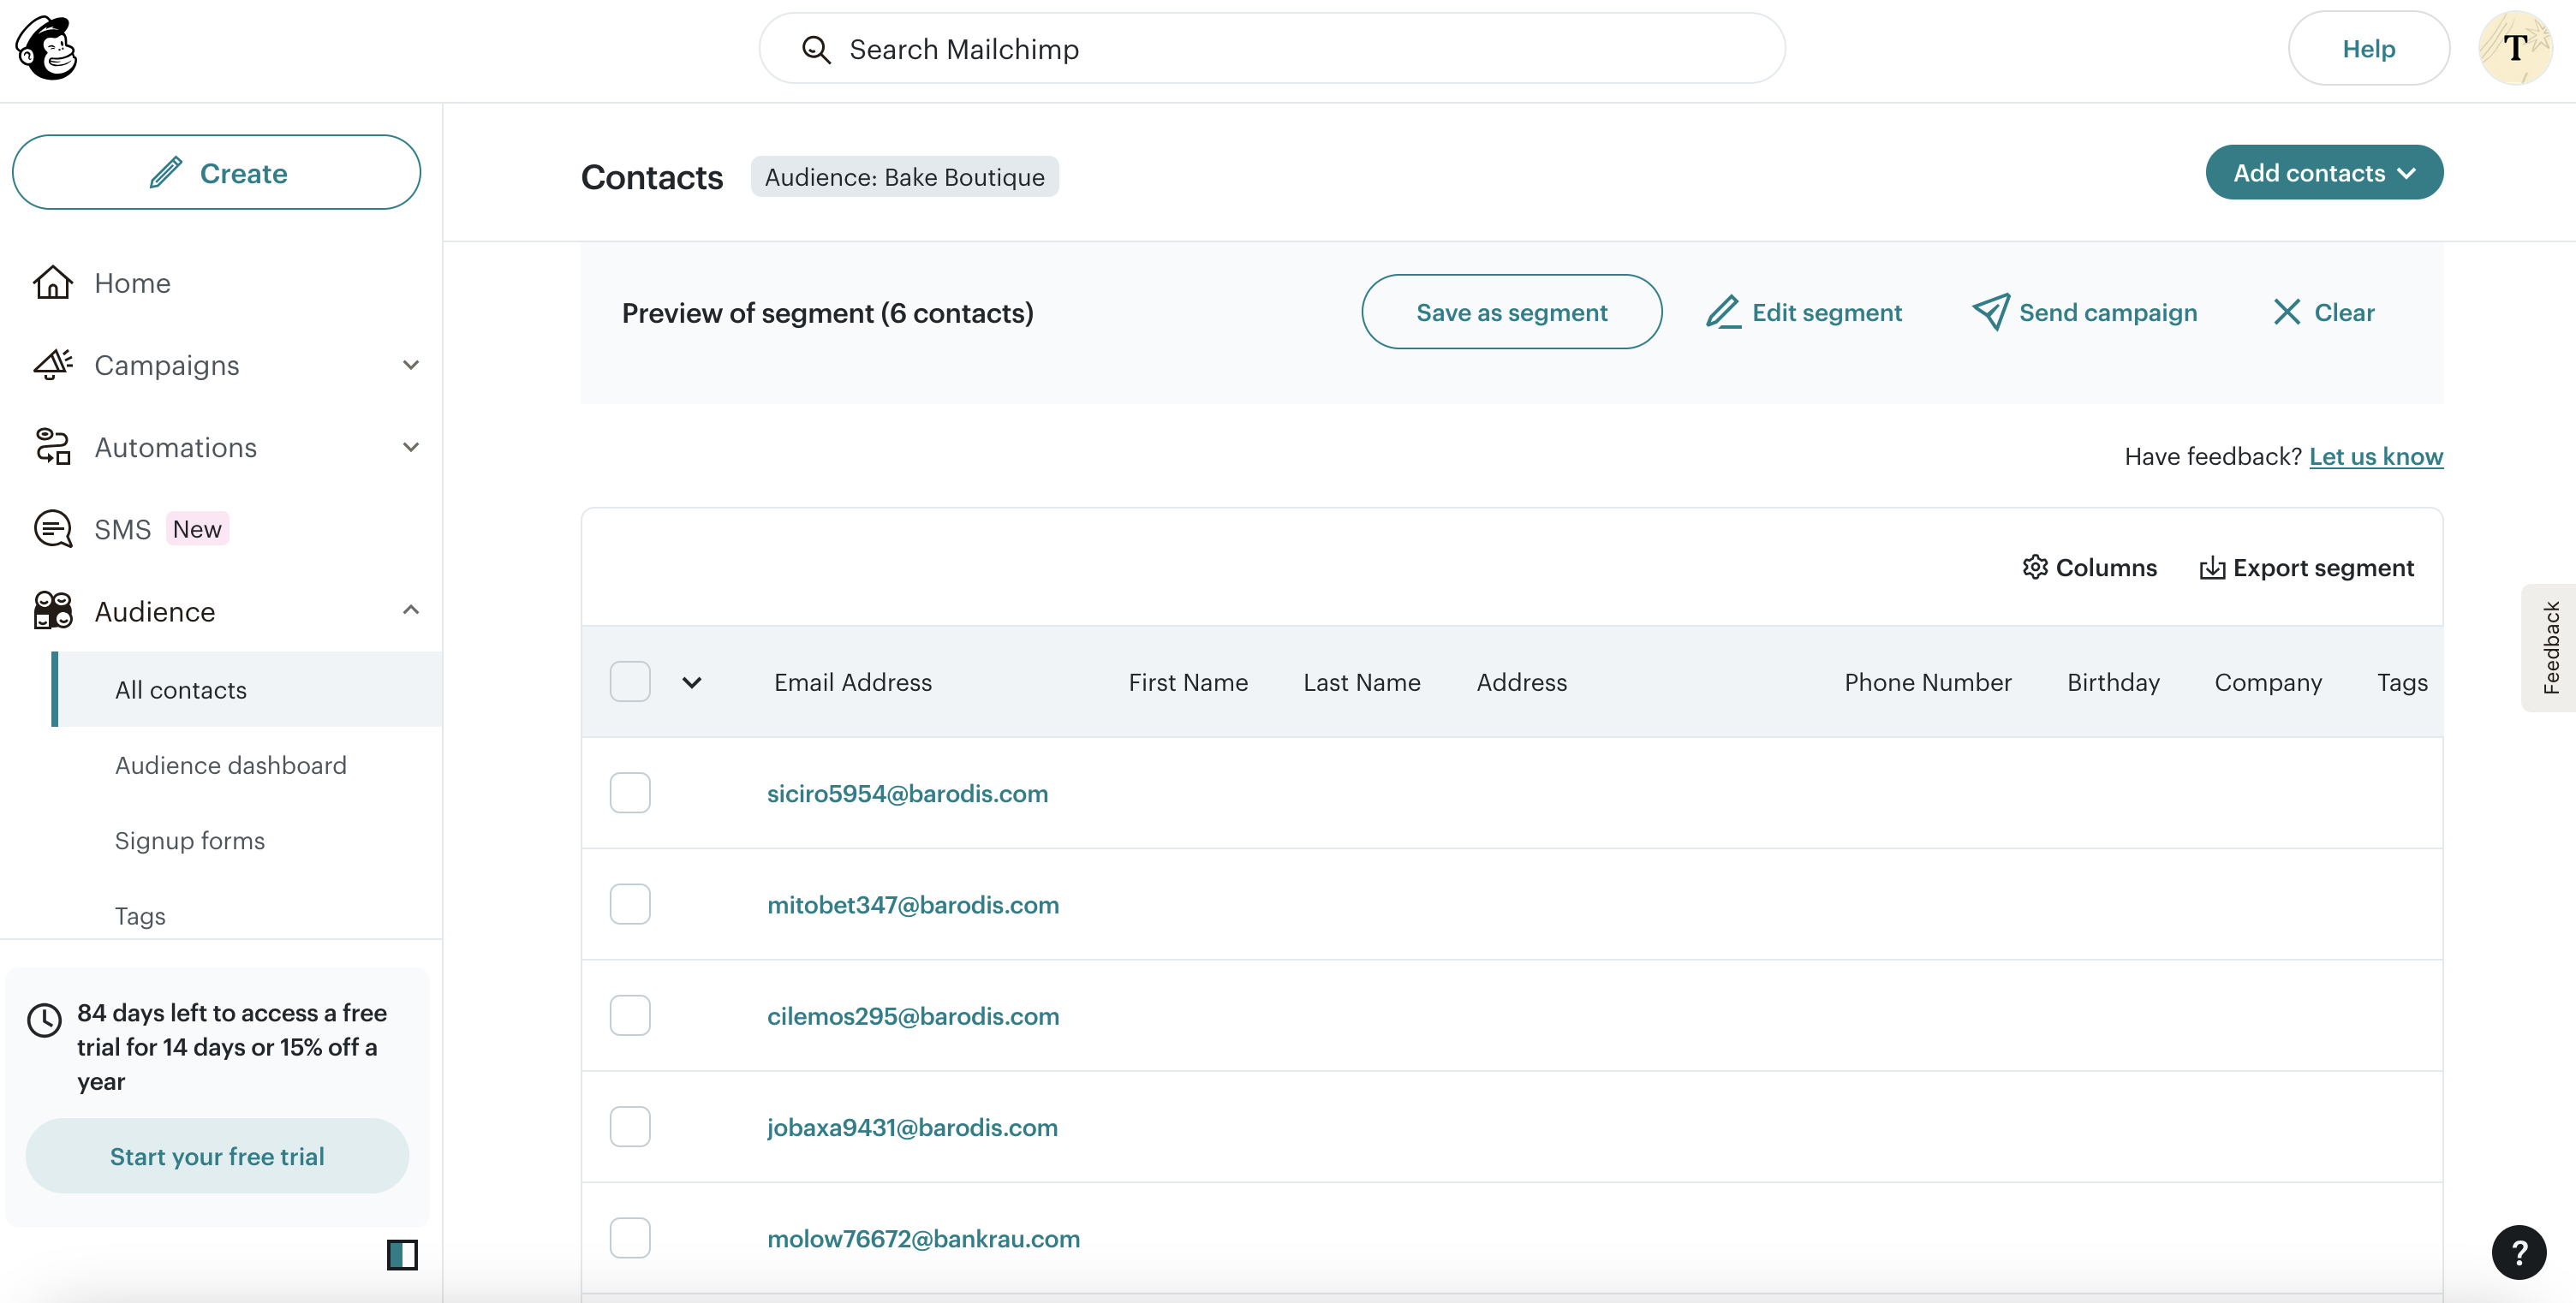 Search Mailchimp
Help
T
Create
Contacts
Audience: Bake Boutique
Add contacts
Home
Campaigns
Automations
SMS New
Audience
All contacts
Audience dashboard
Signup forms
Tags
84 days left to access a free
trial for 14 days or 15% off a
year
Start your free trial
Preview of segment (6 contacts)
Save as segment
Edit segment
Send campaign
Clear
Have feedback? Let us know
Columns
Export segment
Email Address
First Name
Last Name
Address
Phone Number
Birthday
Company
Tags
siciro5954@barodis.com
mitobet347@barodis.com
cilemos295@barodis.com
jobaxa9431@barodis.com
molow76672@bankrau.com
Feedback
?